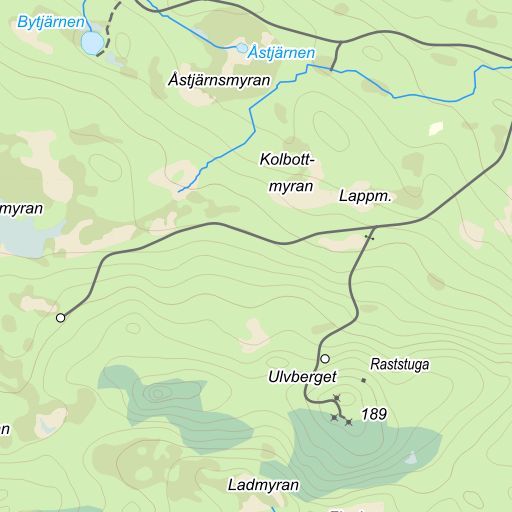 Bytjärnen
Åstjärnen
Åstjärnsmyran
Kolbott-
myran
Lappm.
myran
Raststuga
Ulvberget
189
Ladmyran